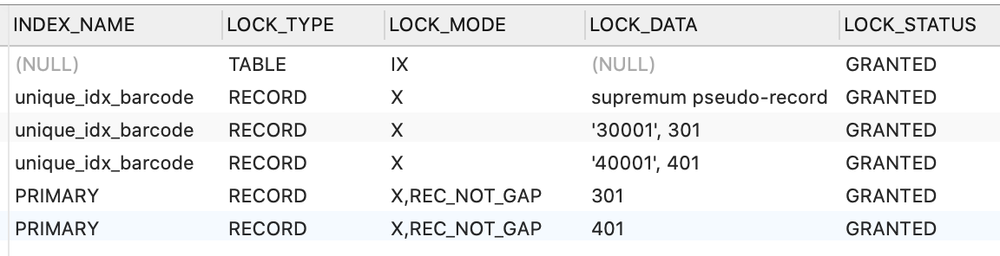 INDEX_NAME LOCK_TYPE LOCK_MODE LOCK_DATA LOCK_STATUS
(NULL) TABLE IX (NULL) GRANTED
unique_idx_barcode RECORD X supremum pseudo-record GRANTED
unique_idx_barcode RECORD X '30001', 301 GRANTED
unique_idx_barcode RECORD X '40001', 401 GRANTED
PRIMARY RECORD X,REC_NOT_GAP 301 GRANTED
PRIMARY RECORD X,REC_NOT_GAP 401 GRANTED